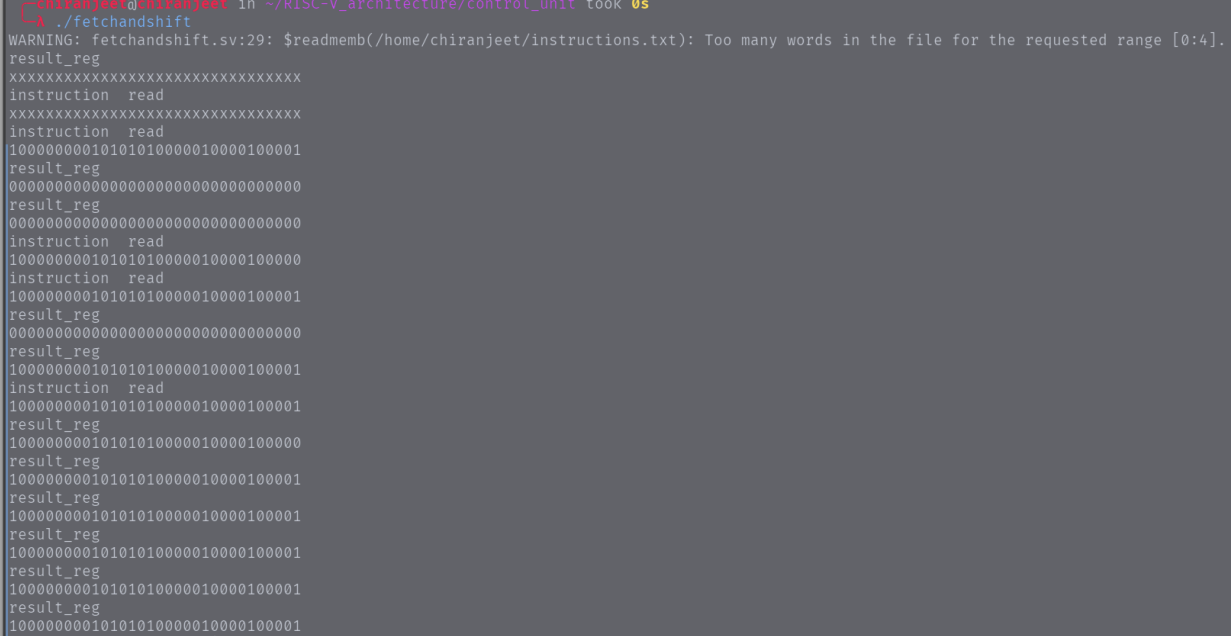 chiranjeet@chiranjeet in ~/RISC-V_architecture/control_unit took 0s
λ ./fetchandshift
WARNING: fetchandshift.sv:29: $readmemb(/home/chiranjeet/instructions.txt): Too many words in the file for the requested range [0:4].
result_reg
xxxxxxxxxxxxxxxxxxxxxxxxxxxxxxxx
instruction  read
xxxxxxxxxxxxxxxxxxxxxxxxxxxxxxxx
instruction  read
10000000010101010000010000100001
result_reg
00000000000000000000000000000000
result_reg
00000000000000000000000000000000
instruction  read
10000000010101010000010000100000
instruction  read
10000000010101010000010000100001
result_reg
00000000000000000000000000000000
result_reg
10000000010101010000010000100001
instruction  read
10000000010101010000010000100001
result_reg
10000000010101010000010000100000
result_reg
10000000010101010000010000100001
result_reg
10000000010101010000010000100001
result_reg
10000000010101010000010000100001
result_reg
10000000010101010000010000100001
result_reg
10000000010101010000010000100001